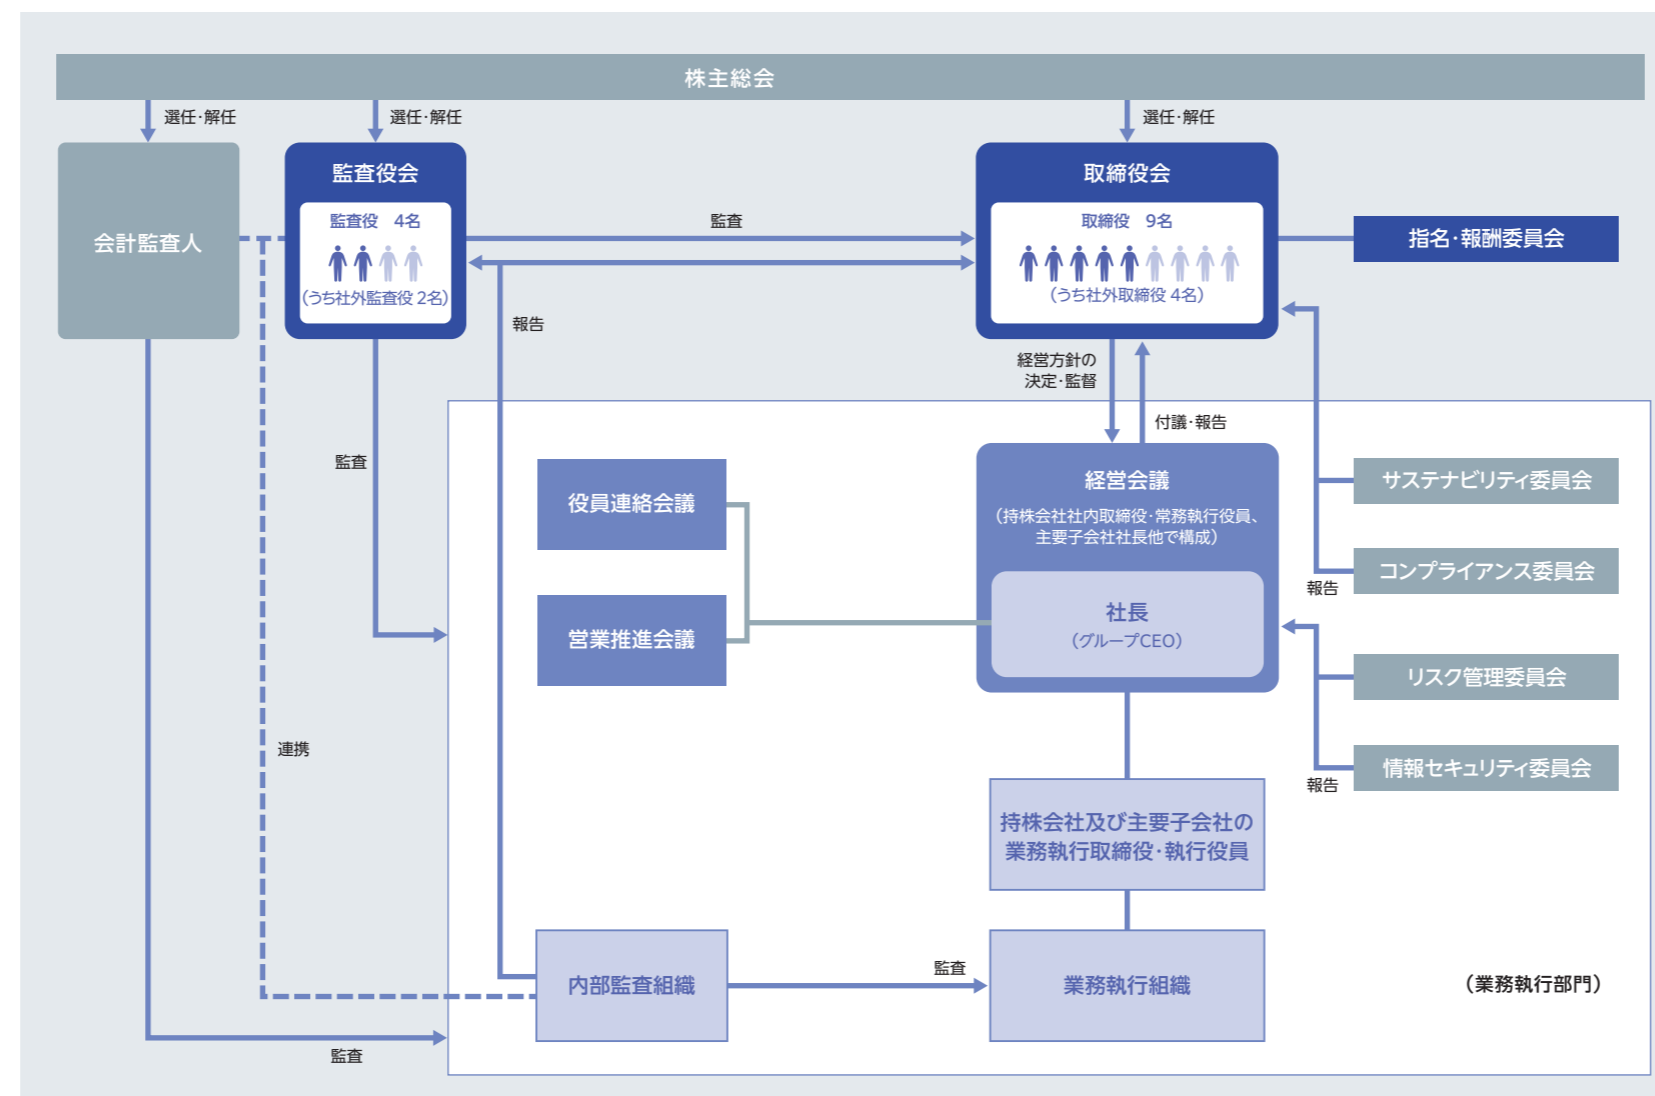 株主総会
選任・解任
選任・解任
選任・解任
会計監査人
監査役会
監査役 4名
(うち社外監査役 2名)
監査
報告
取締役会
取締役 9名
(うち社外取締役 4名)
指名・報酬委員会
経営方針の
決定・監督
付議・報告
監査
役員連絡会議
営業推進会議
経営会議
(持株会社社内取締役・常務執行役員、
主要子会社社長他で構成)
社長
(グループCEO)
サステナビリティ委員会
コンプライアンス委員会
報告
リスク管理委員会
情報セキュリティ委員会
報告
連携
持株会社及び主要子会社の
業務執行取締役・執行役員
内部監査組織
監査
業務執行組織
(業務執行部門)
監査